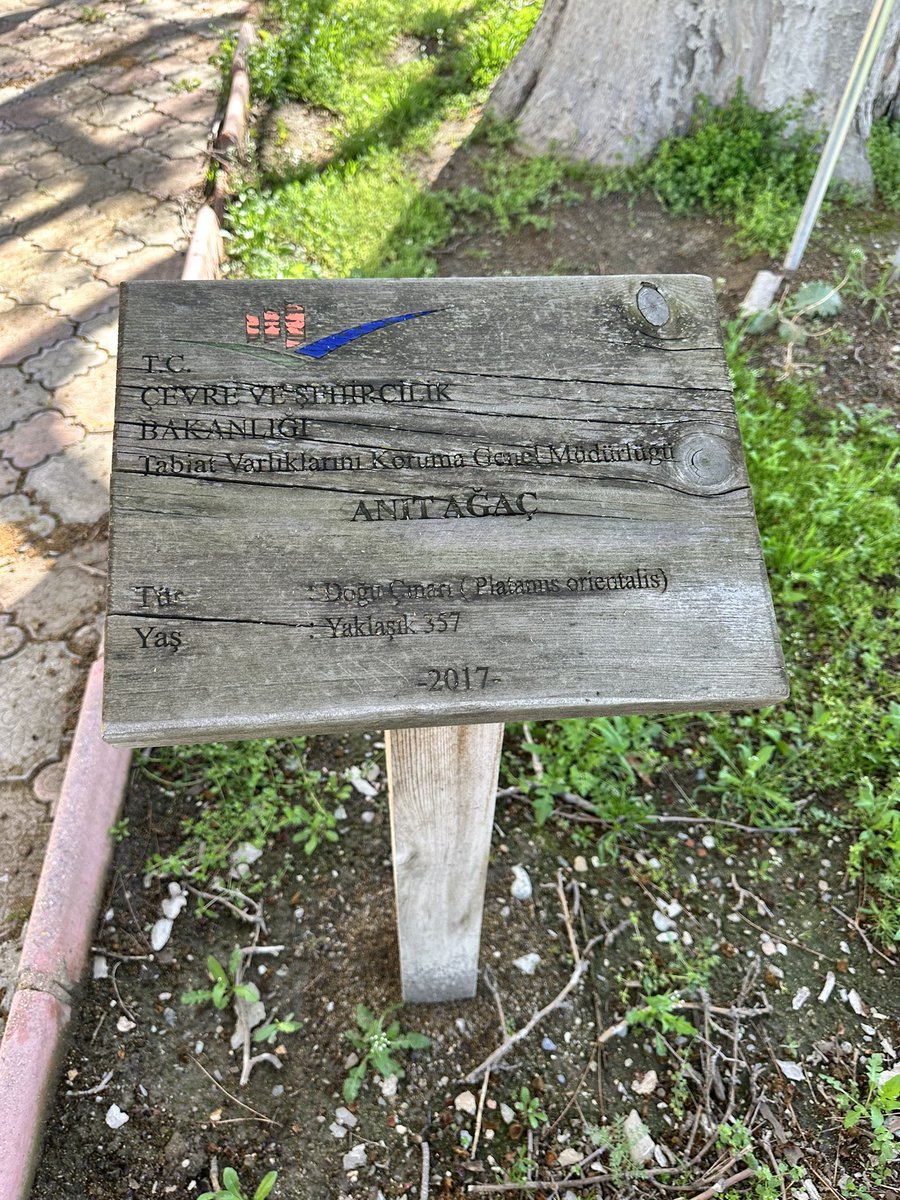 T.C.
ÇEVRE VE ŞEHİRCİLİK
BAKANLIĞI
Tabiat Varlıklarını Koruma Genel Müdürlüğü
ANIT AĞAÇ
Tür : Doğu Çınarı ( Platanus orientalis)
Yaş : Yaklaşık 357
-2017-